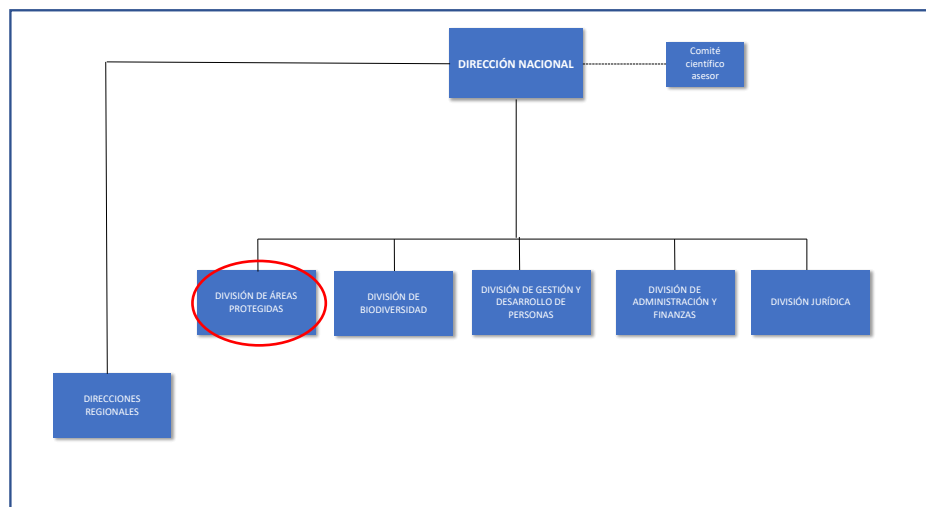 DIRECCIÓN NACIONAL
Comité
científico
asesor
DIVISIÓN DE ÁREAS
PROTEGIDAS
DIVISIÓN DE
BIODIVERSIDAD
DIVISIÓN DE GESTIÓN Y
DESARROLLO DE
PERSONAS
DIVISIÓN DE
ADMINISTRACIÓN Y
FINANZAS
DIVISIÓN JURÍDICA
DIRECCIONES
REGIONALES